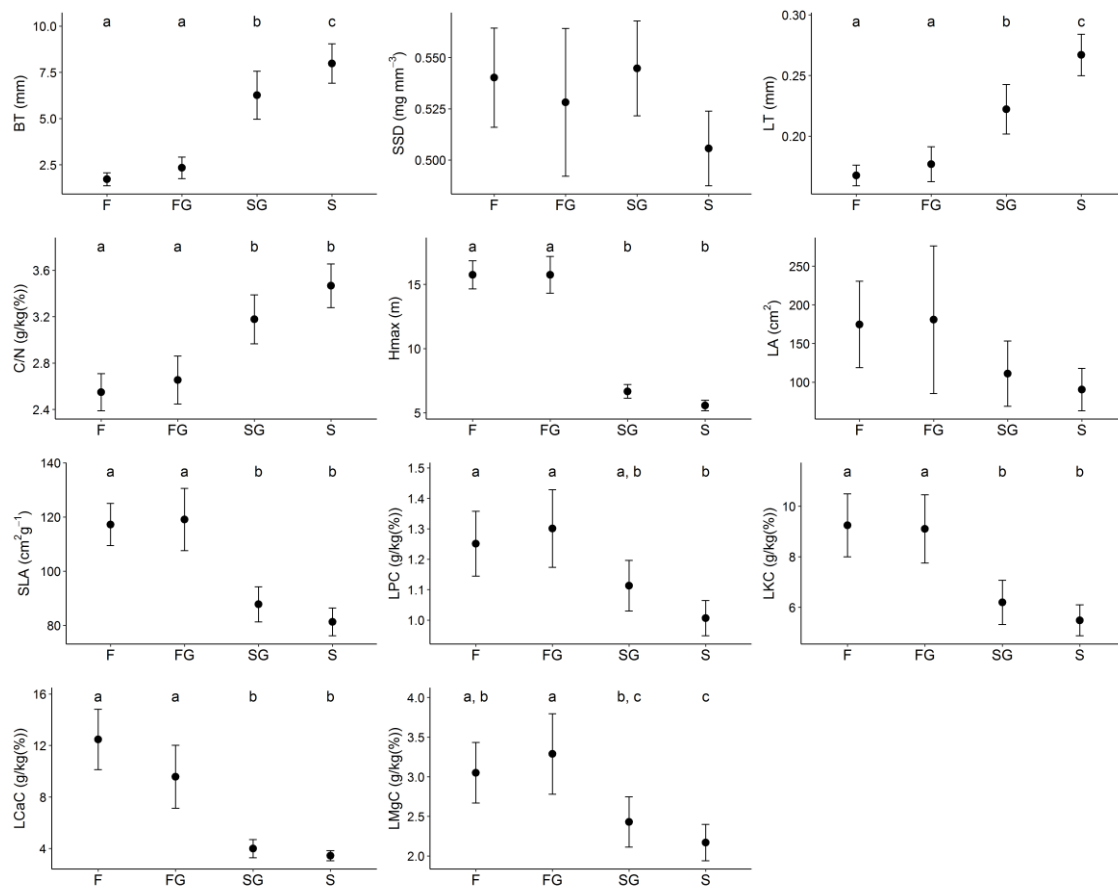 a a b c
10.0
7.5
5.0
2.5
BT (mm)
F FG SG S
0.550
0.525
0.500
SSD (mg mm⁻³)
F FG SG S
a a b c
0.30
0.25
0.20
LT (mm)
F FG SG S
a a b b
3.6
3.2
2.8
2.4
C/N (g/kg(%))
F FG SG S
a a b b
15
10
5
Hmax (m)
F FG SG S
250
200
150
100
LA (cm²)
F FG SG S
a a b b
140
120
100
80
SLA (cm²g⁻¹)
F FG SG S
a a a, b b
1.5
1.4
1.3
1.2
1.1
1.0
LPC (g/kg(%))
F FG SG S
a a b b
10
8
6
LKC (g/kg(%))
F FG SG S
a a b b
16
12
8
4
LCaC (g/kg(%))
F FG SG S
a, b a b, c c
4.0
3.5
3.0
2.5
2.0
LMgC (g/kg(%))
F FG SG S